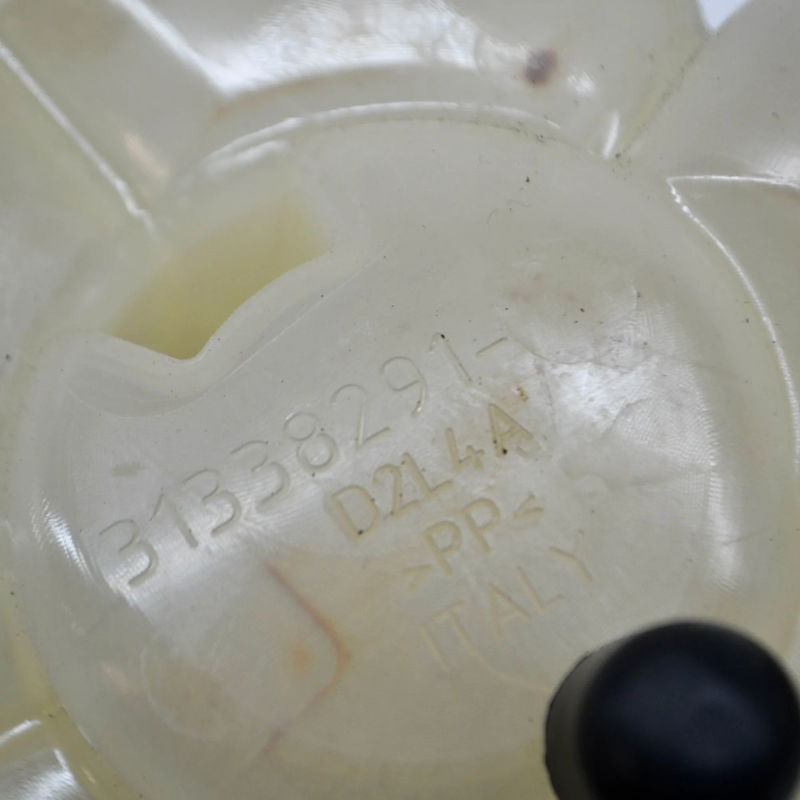 31338291-
D2L4A
>PP<
ITALY